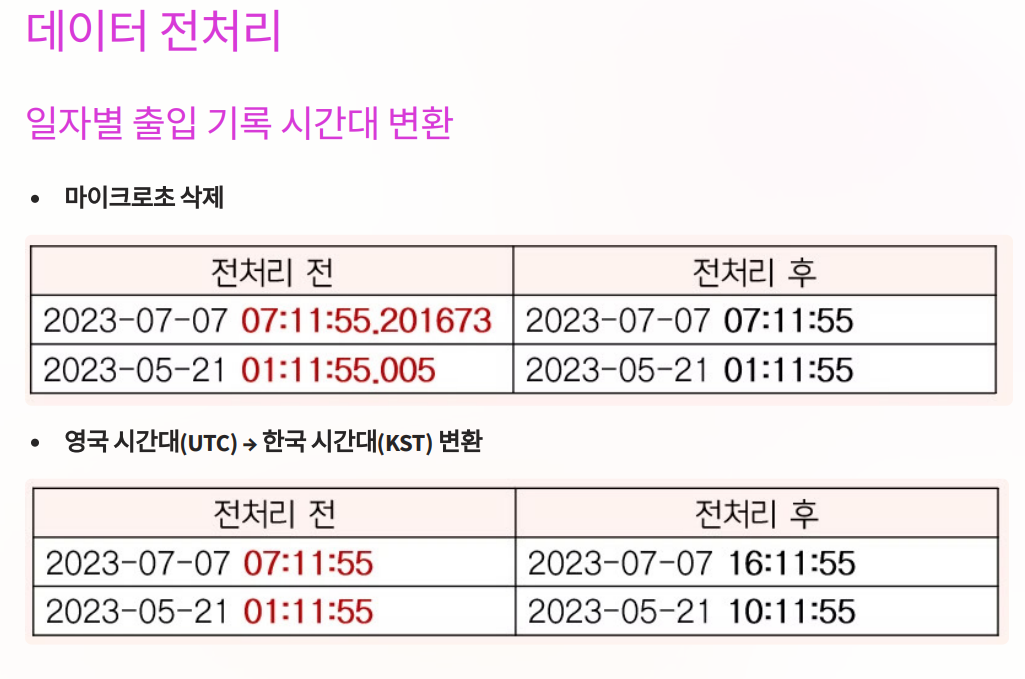 데이터 전처리
일자별 출입 기록 시간대 변환
• 마이크로초 삭제
전처리 전 전처리 후
2023-07-07 07:11:55.201673 2023-07-07 07:11:55
2023-05-21 01:11:55.005 2023-05-21 01:11:55
• 영국 시간대(UTC) → 한국 시간대(KST) 변환
전처리 전 전처리 후
2023-07-07 07:11:55 2023-07-07 16:11:55
2023-05-21 01:11:55 2023-05-21 10:11:55